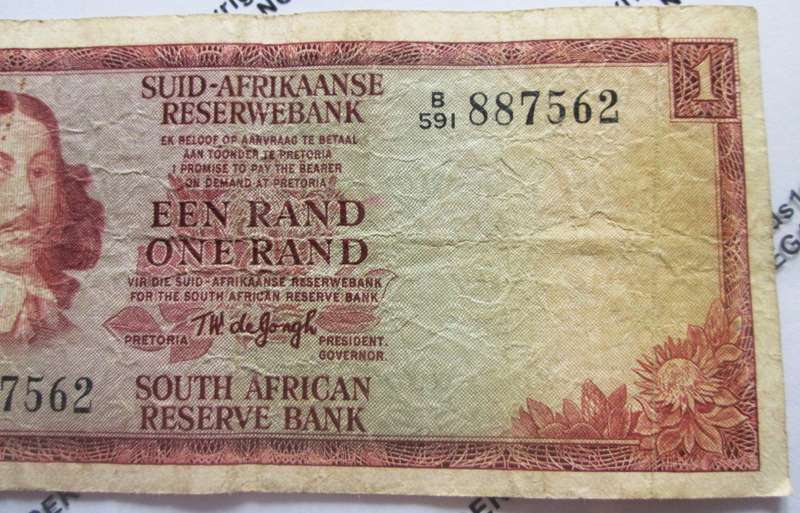 SUID-AFRIKAANSE
RESERWEBANK
B/591 887562
1
EK BELOOF OP AANVRAAG TE BETAAL
AAN TOONDER TE PRETORIA
I PROMISE TO PAY THE BEARER
ON DEMAND AT PRETORIA
EEN RAND
ONE RAND
VIR DIE SUID-AFRIKAANSE RESERWEBANK
FOR THE SOUTH AFRICAN RESERVE BANK
TW de Jongh
PRETORIA
PRESIDENT.
GOVERNOR.
7562
SOUTH AFRICAN
RESERVE BANK